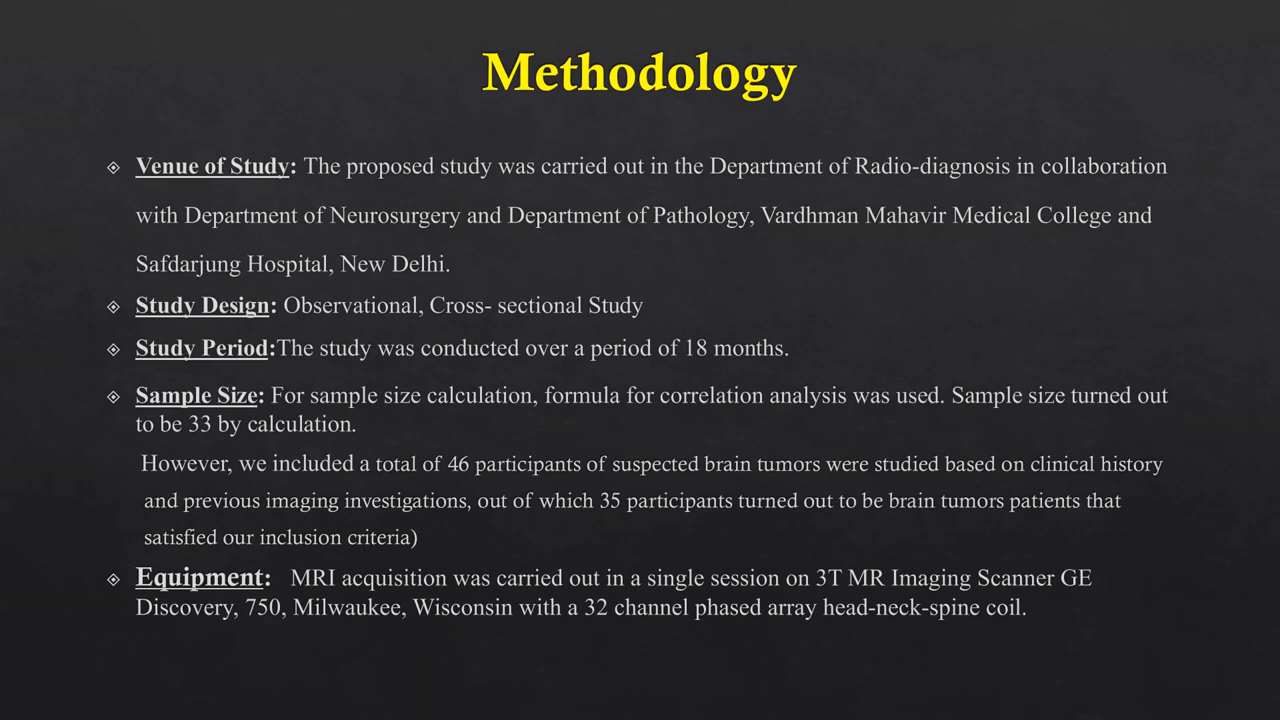 Methodology
Venue of Study: The proposed study was carried out in the Department of Radio-diagnosis in collaboration
with Department of Neurosurgery and Department of Pathology, Vardhman Mahavir Medical College and
Safdarjung Hospital, New Delhi.
Study Design: Observational, Cross- sectional Study
Study Period:The study was conducted over a period of 18 months.
Sample Size: For sample size calculation, formula for correlation analysis was used. Sample size turned out
to be 33 by calculation.
However, we included a total of 46 participants of suspected brain tumors were studied based on clinical history
and previous imaging investigations, out of which 35 participants turned out to be brain tumors patients that
satisfied our inclusion criteria)
Equipment: MRI acquisition was carried out in a single session on 3T MR Imaging Scanner GE
Discovery, 750, Milwaukee, Wisconsin with a 32 channel phased array head-neck-spine coil.